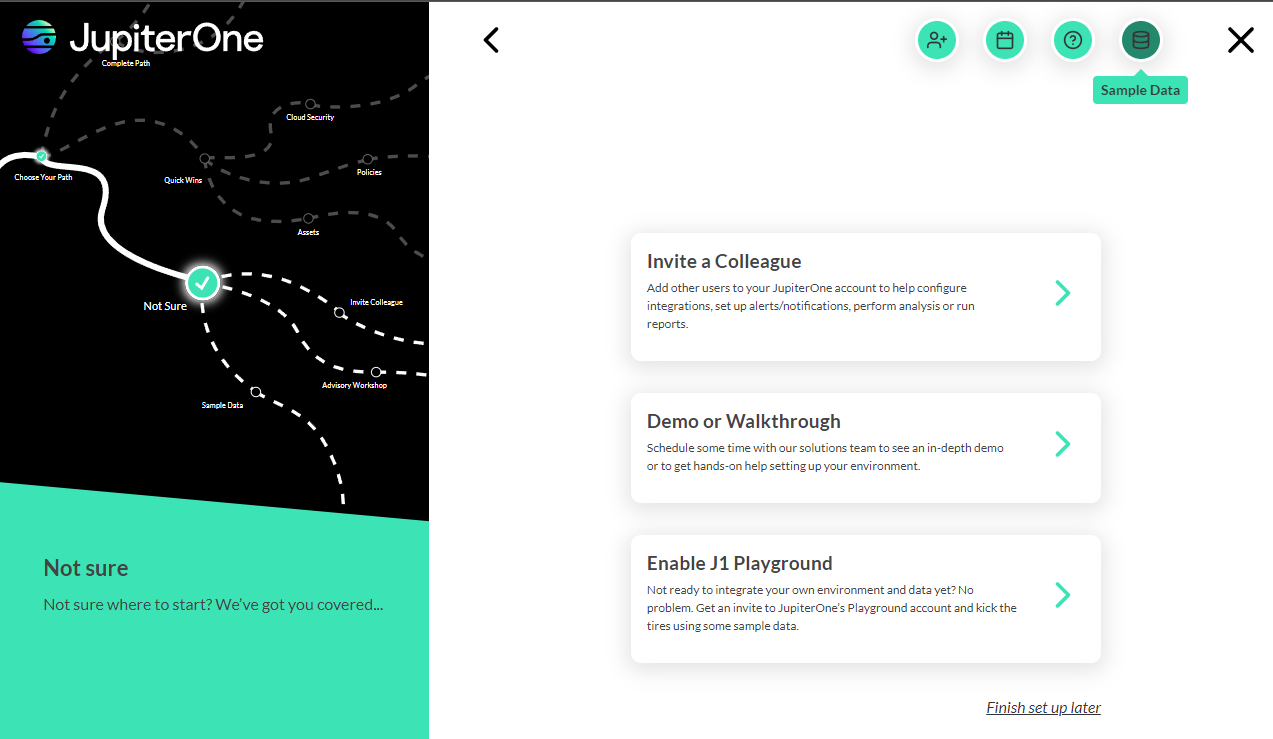 JupiterOne
Complete Path
Cloud Security
Choose Your Path
Quick Wins
Policies
Assets
Not Sure
Invite Colleague
Advisory Workshop
Sample Data
Not sure
Not sure where to start? We’ve got you covered...
Sample Data
Invite a Colleague
Add other users to your JupiterOne account to help configure
integrations, set up alerts/notifications, perform analysis or run
reports.
Demo or Walkthrough
Schedule some time with our solutions team to see an in-depth demo
or to get hands-on help setting up your environment.
Enable J1 Playground
Not ready to integrate your own environment and data yet? No
problem. Get an invite to JupiterOne’s Playground account and kick the
tires using some sample data.
Finish set up later